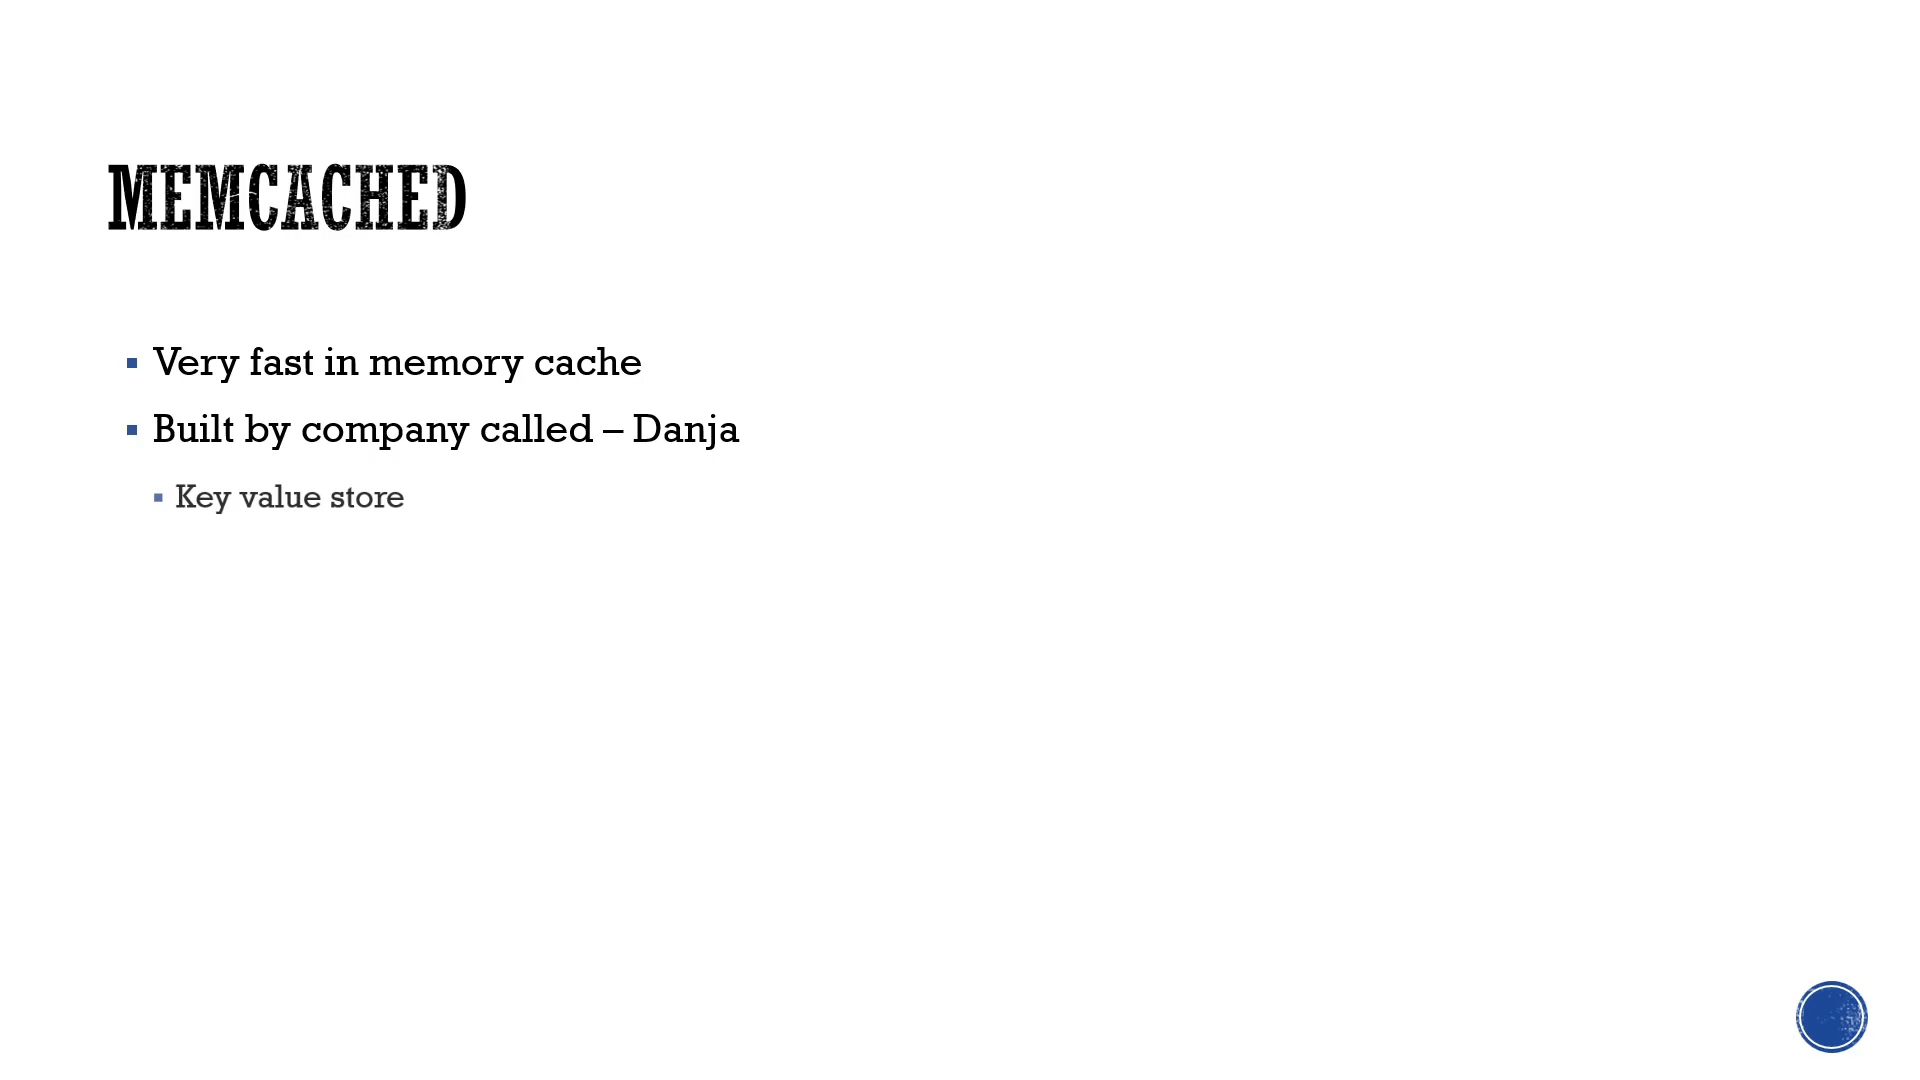 MEMCACHED
Very fast in memory cache
Built by company called – Danja
Key value store